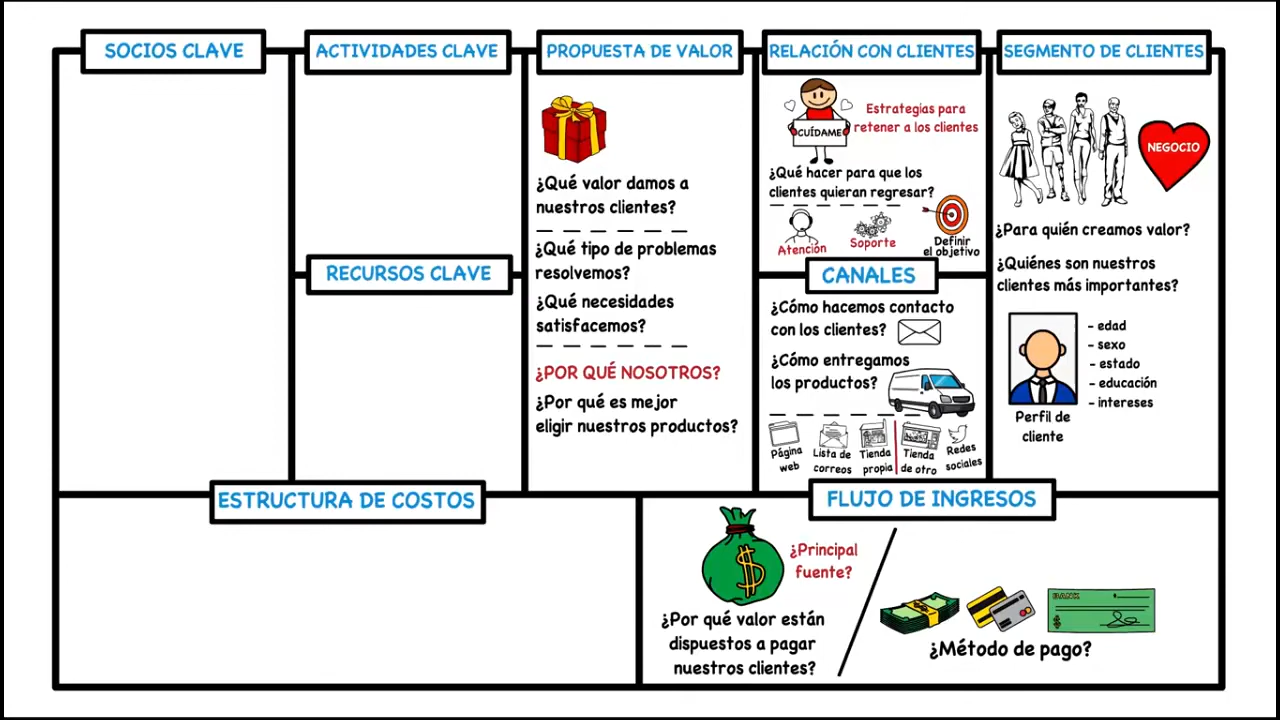 SOCIOS CLAVE
ACTIVIDADES CLAVE
PROPUESTA DE VALOR
RELACIÓN CON CLIENTES
SEGMENTO DE CLIENTES
RECURSOS CLAVE
¿Qué valor damos a
nuestros clientes?
¿Qué tipo de problemas
resolvemos?
¿Qué necesidades
satisfacemos?
¿POR QUÉ NOSOTROS?
¿Por qué es mejor
eligir nuestros productos?
CUÍDAME
Estrategias para
retener a los clientes
¿Qué hacer para que los
clientes quieran regresar?
Atención
Soporte
Definir
el objetivo
CANALES
¿Cómo hacemos contacto
con los clientes?
¿Cómo entregamos
los productos?
Página
web
Lista de
correos
Tienda
propia
Tienda
de otro
Redes
sociales
NEGOCIO
¿Para quién creamos valor?
¿Quiénes son nuestros
clientes más importantes?
- edad
- sexo
- estado
- educación
- intereses
Perfil de
cliente
ESTRUCTURA DE COSTOS
FLUJO DE INGRESOS
$
¿Principal
fuente?
¿Por qué valor están
dispuestos a pagar
nuestros clientes?
BANK
¿Método de pago?